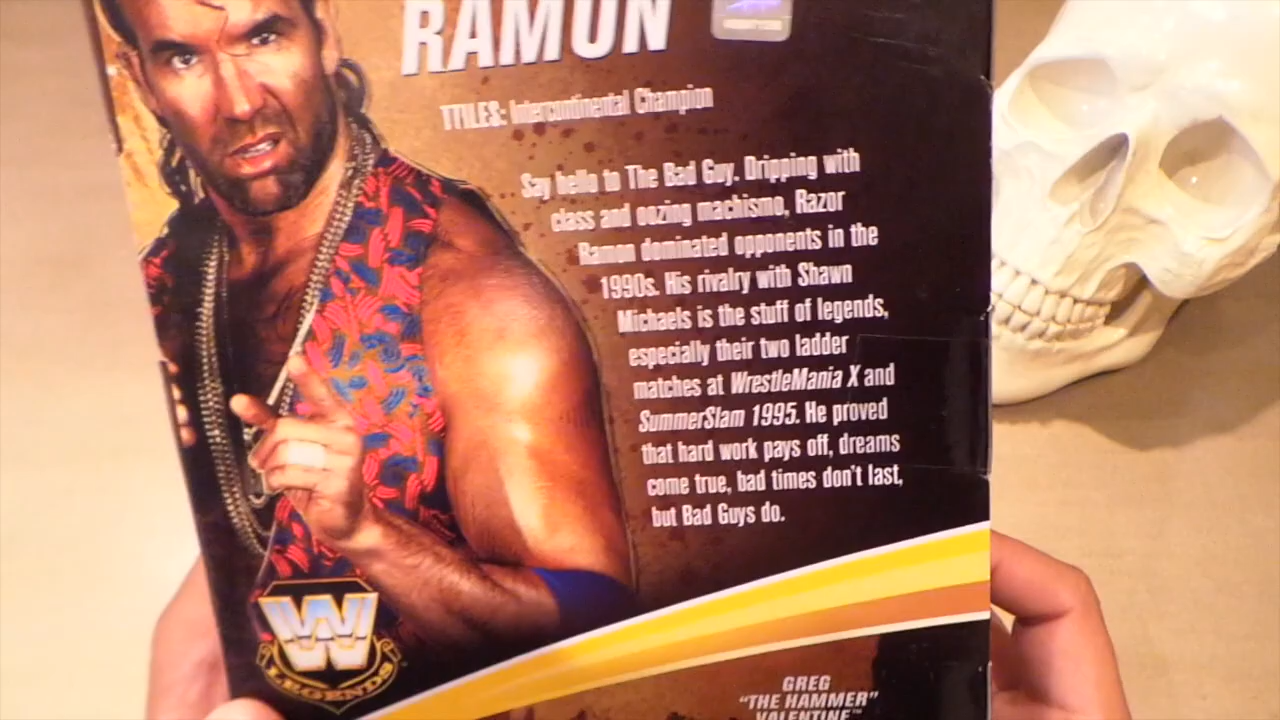 RAMON
TTILES: Intercontinental Champion
Say hello to The Bad Guy. Dripping with
class and oozing machismo, Razor
Ramon dominated opponents in the
1990s. His rivalry with Shawn
Michaels is the stuff of legends,
especially their two ladder
matches at WrestleMania X and
SummerSlam 1995. He proved
that hard work pays off, dreams
come true, bad times don't last,
but Bad Guys do.
W
LEGENDS
GREG
"THE HAMMER"
VALENTINE™